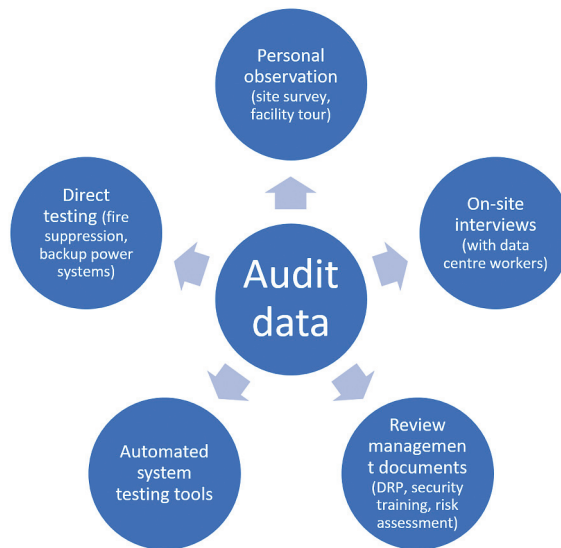 Personal
observation
(site survey,
facility tour)
On-site
interviews
(with data
centre workers)
Review
managemen
t documents
(DRP, security
training, risk
assessment)
Automated
system
testing tools
Direct
testing (fire
suppression,
backup power
systems)
Audit
data